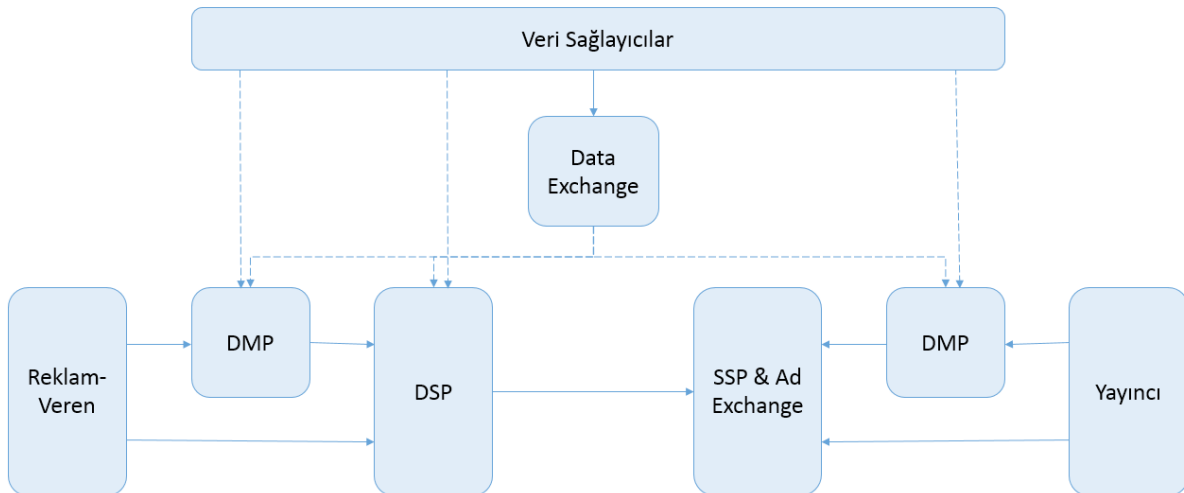 Veri Sağlayıcılar
Data
Exchange
Reklam-
Veren
DMP
DSP
SSP & Ad
Exchange
DMP
Yayıncı